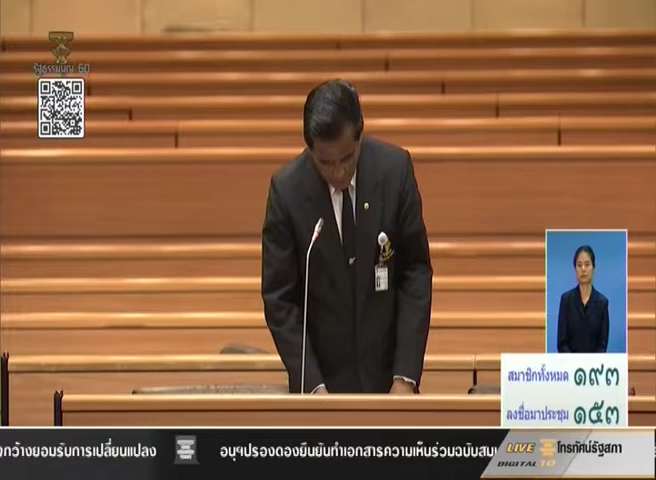 รัฐธรรมนูญ 60
สมาชิกทั้งหมด ๑๙๓
ลงชื่อมาประชุม ๑๕๓
งกว้างยอมรับการเปลี่ยนแปลง อนุฯปรองดองยืนยันทำเอกสารความเห็นร่วมฉบับสม
LIVE โทรทัศน์รัฐสภา
DIGITAL 10